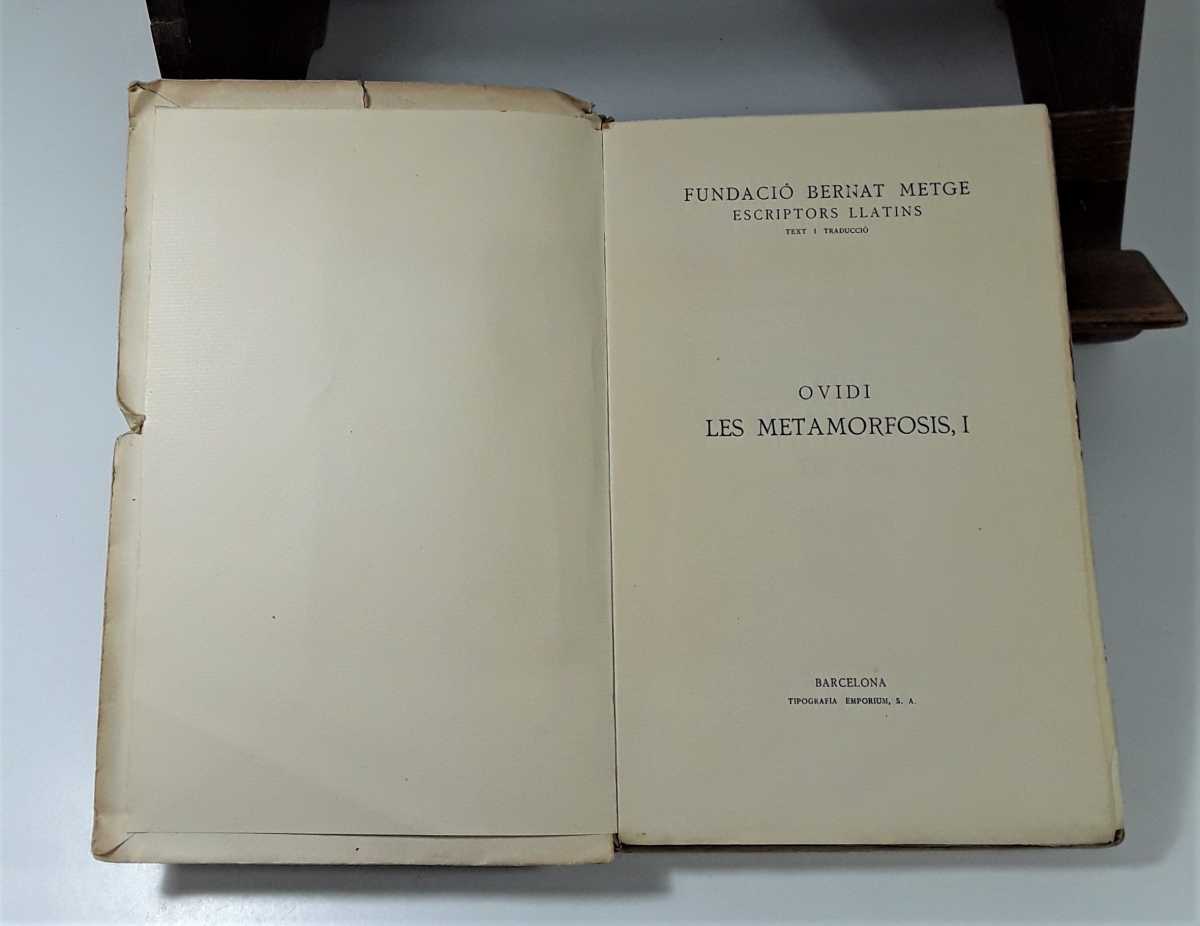 FUNDACIÓ BERNAT METGE
ESCRIPTORS LLATINS
TEXT I TRADUCCIÓ
OVIDI
LES METAMORFOSIS, I
BARCELONA
TIPOGRAFIA EMPORIUM, S. A.